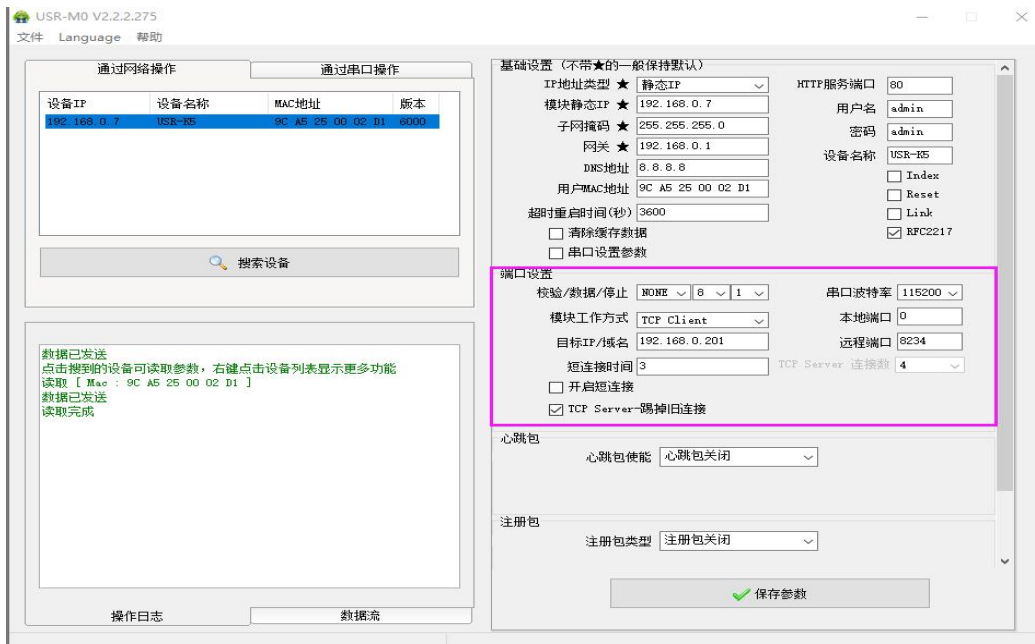 USR-M0 V2.2.2.275
文件 Language 帮助
通过网络操作 通过串口操作
设备IP 设备名称 MAC地址 版本
192.168.0.7 USR-K5 9C A5 25 00 02 D1 6000
搜索设备
数据已发送
点击搜到的设备可读取参数，右键点击设备列表显示更多功能
读取 [ Mac : 9C A5 25 00 02 D1 ]
数据已发送
读取完成
操作日志 数据流
基础设置 (不带★的一般保持默认)
IP地址类型 ★ 静态IP HTTP服务端口 80
模块静态IP ★ 192.168.0.7 用户名 admin
子网掩码 ★ 255.255.255.0 密码 admin
网关 ★ 192.168.0.1 设备名称 USR-K5
DNS地址 8.8.8.8 Index
用户MAC地址 9C A5 25 00 02 D1 Reset
超时重启时间(秒) 3600 Link
清除缓存数据 RFC2217
串口设置参数
端口设置
校验/数据/停止 NONE 8 1 串口波特率 115200
模块工作方式 TCP Client 本地端口 0
目标IP/域名 192.168.0.201 远程端口 8234
短连接时间 3 TCP Server 连接数 4
开启短连接
TCP Server-踢掉旧连接
心跳包
心跳包使能 心跳包关闭
注册包
注册包类型 注册包关闭
保存参数